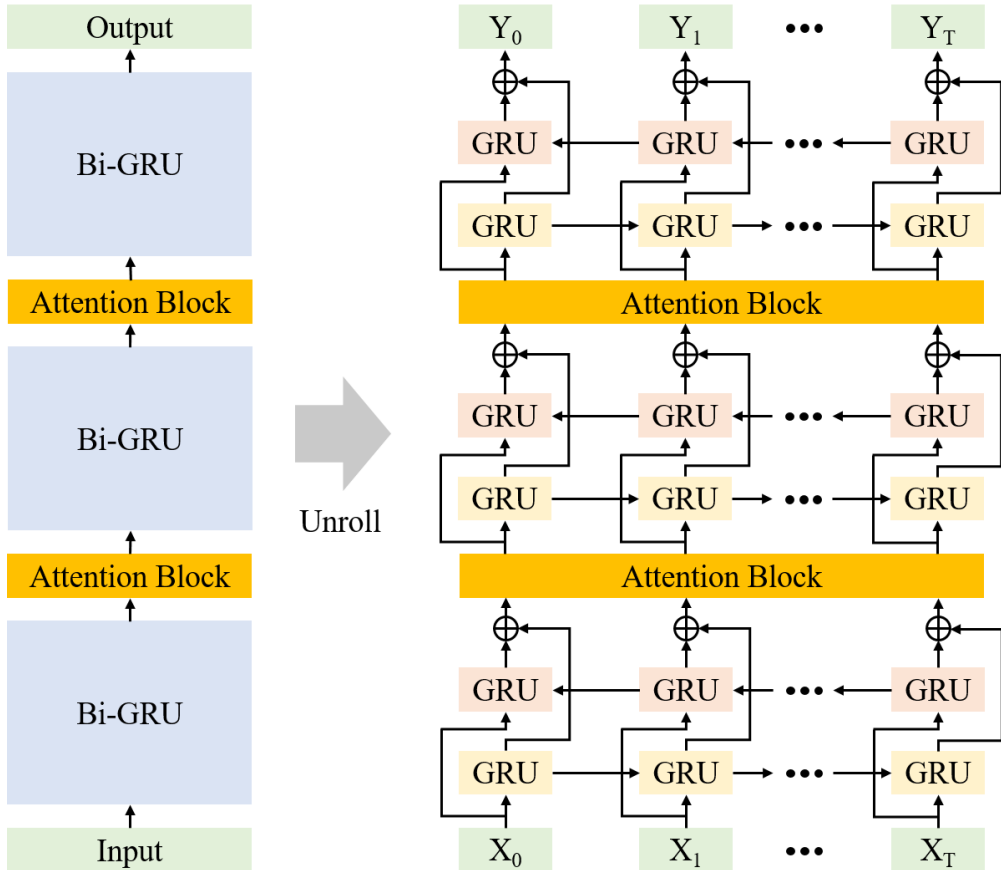 Output
Bi-GRU
Attention Block
Bi-GRU
Attention Block
Bi-GRU
Input
Unroll
Y₀ Y₁ ••• Y_T
GRU GRU ••• GRU
GRU GRU ••• GRU
Attention Block
GRU GRU ••• GRU
GRU GRU ••• GRU
Attention Block
GRU GRU ••• GRU
GRU GRU ••• GRU
X₀ X₁ ••• X_T